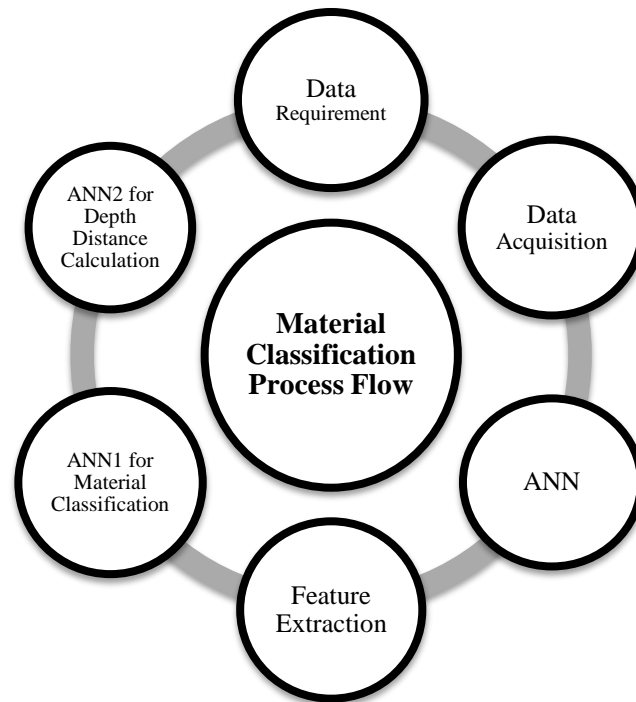 Data
Requirement
Data
Acquisition
ANN
Feature
Extraction
ANN1 for
Material
Classification
ANN2 for
Depth
Distance
Calculation
Material
Classification
Process Flow